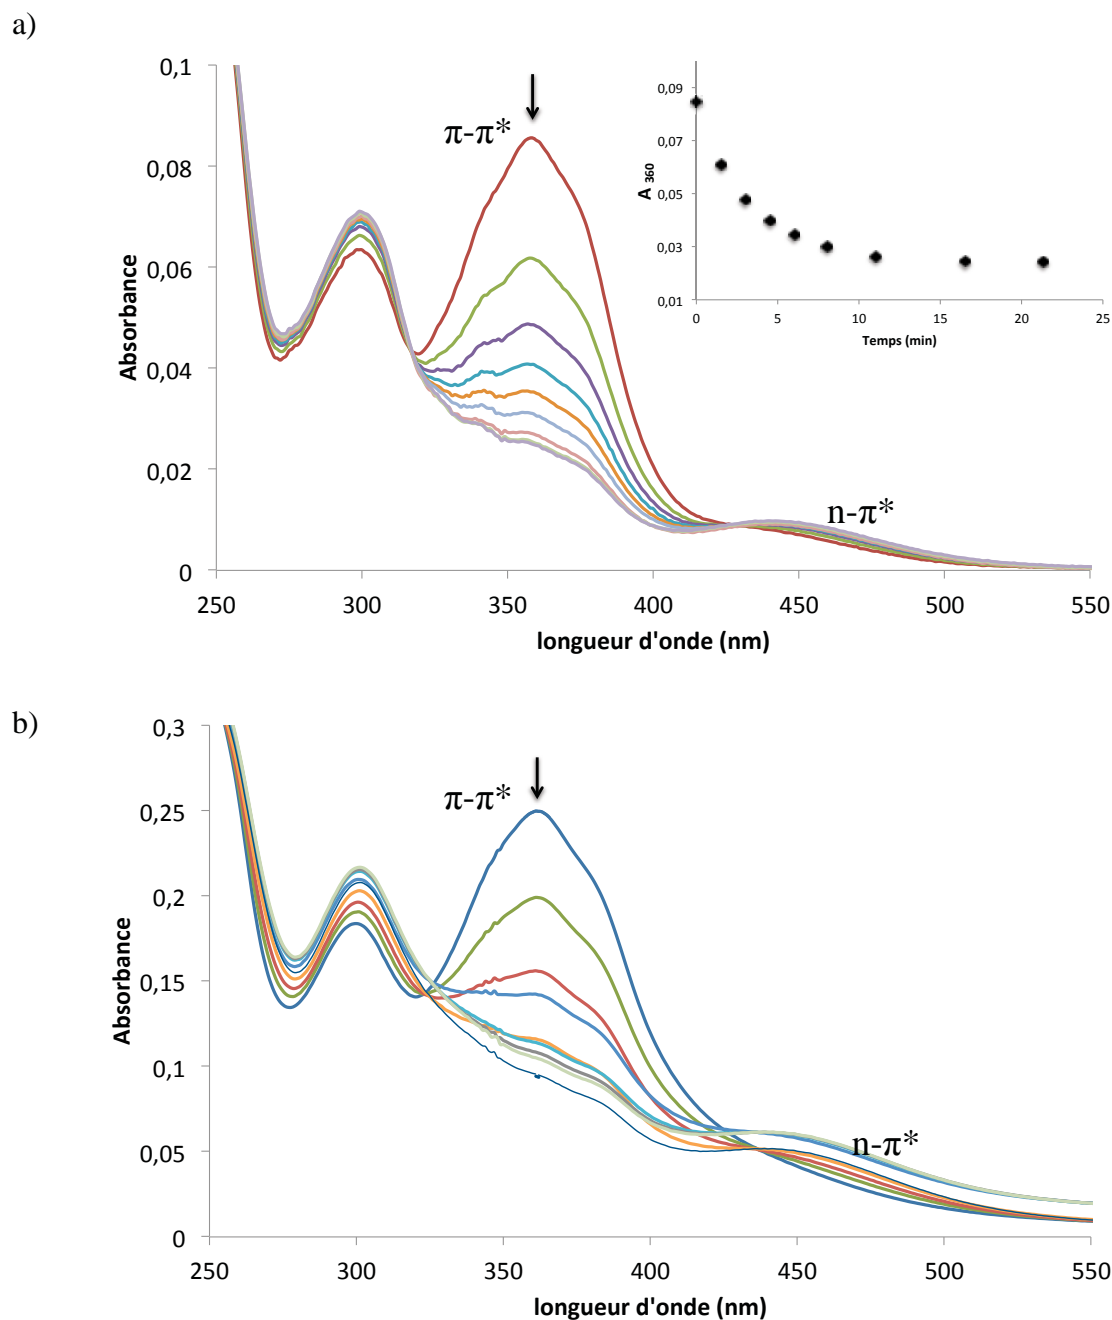 a)
0,1
0,08
0,06
0,04
0,02
0
Absorbance
π-π*
n-π*
250 300 350 400 450 500 550
longueur d'onde (nm)
0,09
0,07
0,05
0,03
0,01
A 360
0 5 10 15 20 25
Temps (min)
b)
0,3
0,25
0,2
0,15
0,1
0,05
0
Absorbance
π-π*
n-π*
250 300 350 400 450 500 550
longueur d'onde (nm)